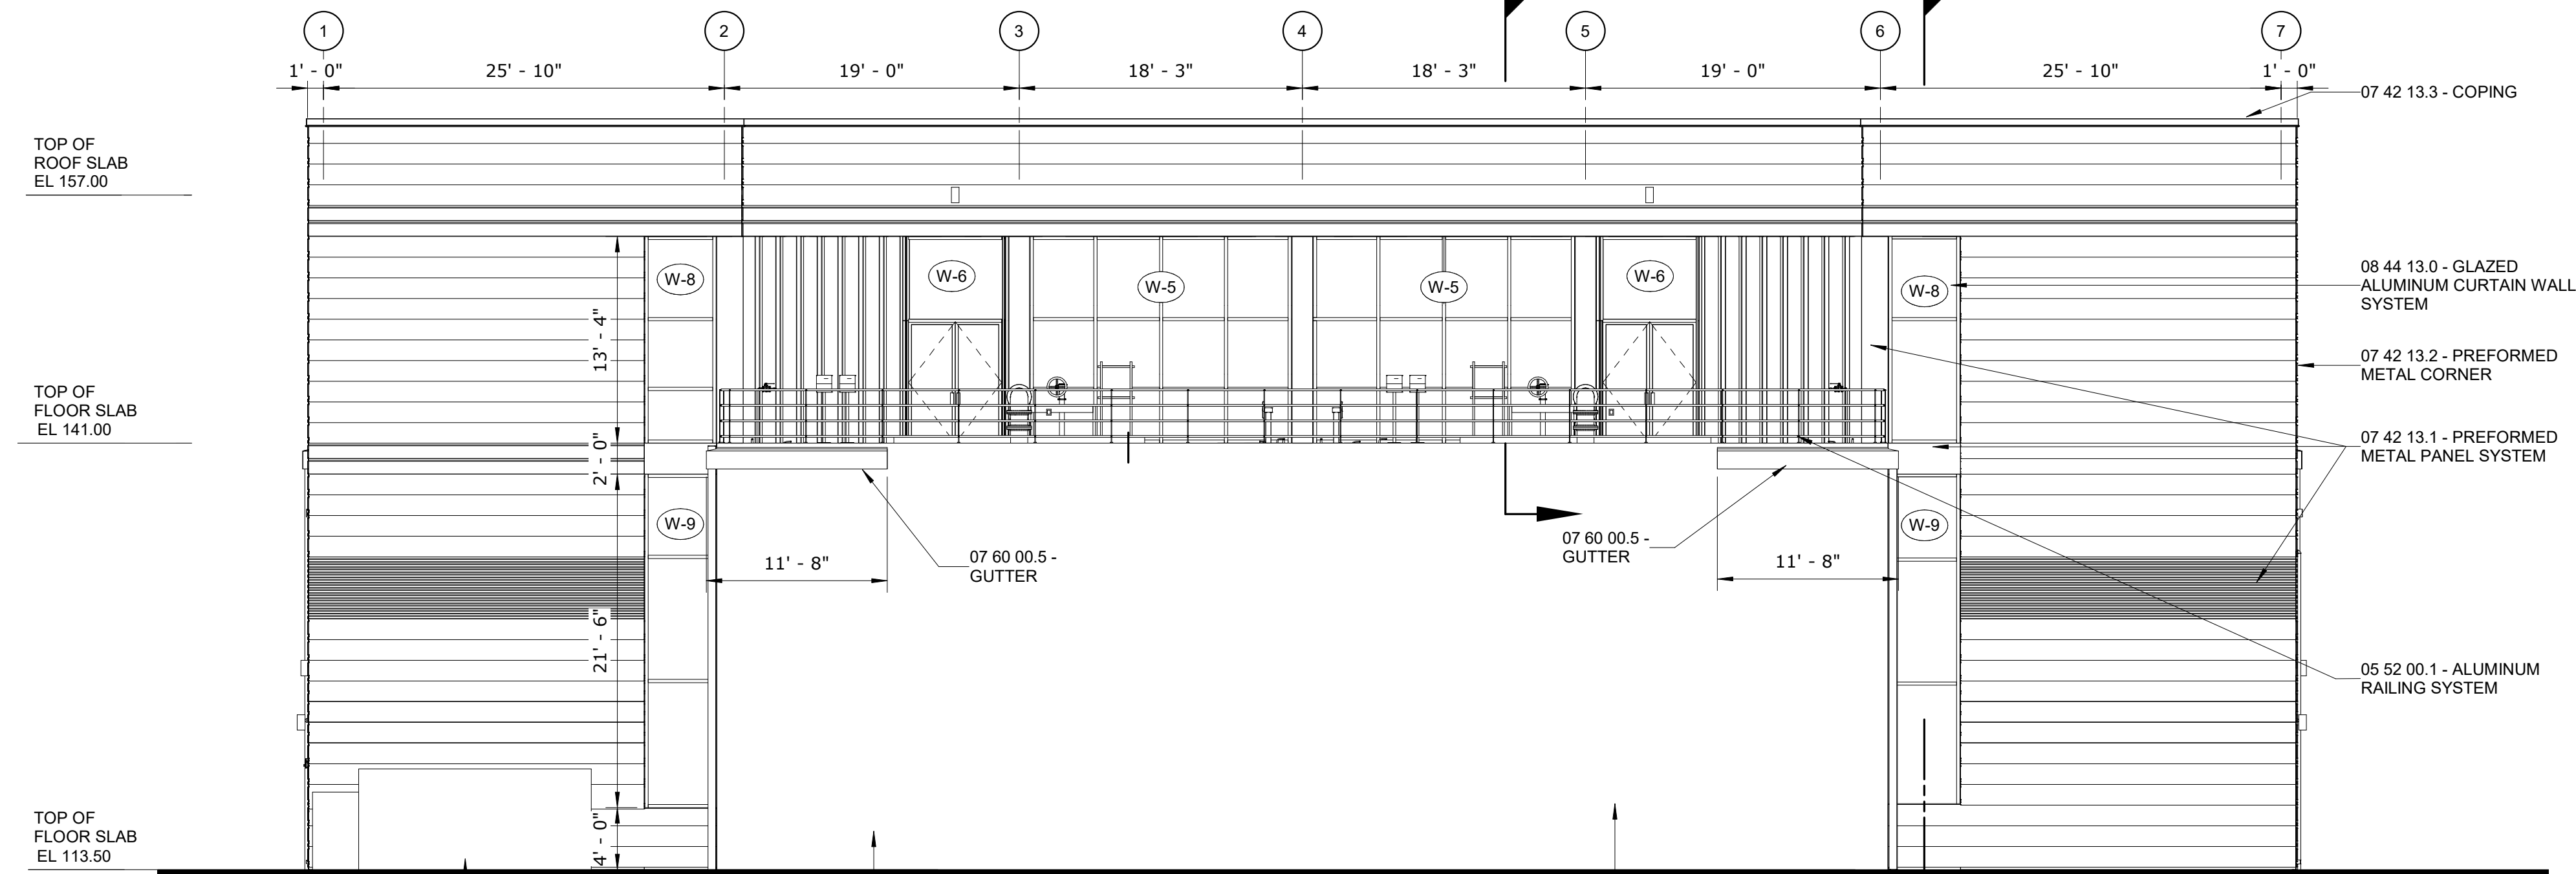 1 2 3 4 5 6 7
1' - 0" 25' - 10" 19' - 0" 18' - 3" 18' - 3" 19' - 0" 25' - 10" 1' - 0"
07 42 13.3 - COPING
TOP OF
ROOF SLAB
EL 157.00
W-8 W-6 W-5 W-5 W-6 W-8
08 44 13.0 - GLAZED
ALUMINUM CURTAIN WALL
SYSTEM
13' - 4"
07 42 13.2 - PREFORMED
METAL CORNER
TOP OF
FLOOR SLAB
EL 141.00
2' - 0"
07 42 13.1 - PREFORMED
METAL PANEL SYSTEM
W-9 W-9
11' - 8"
07 60 00.5 -
GUTTER
07 60 00.5 -
GUTTER
11' - 8"
21' - 6"
05 52 00.1 - ALUMINUM
RAILING SYSTEM
TOP OF
FLOOR SLAB
EL 113.50
4' - 0"